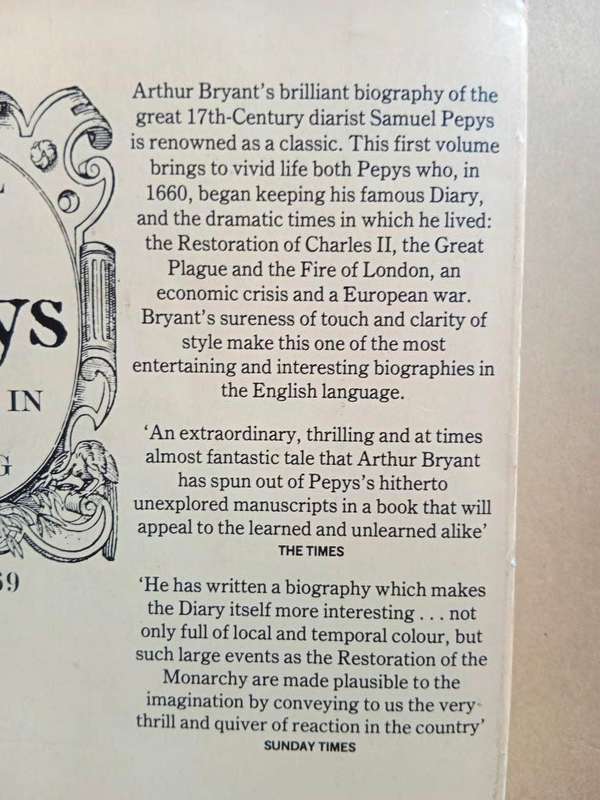 ys
IN
G
59
Arthur Bryant's brilliant biography of the
great 17th-Century diarist Samuel Pepys
is renowned as a classic. This first volume
brings to vivid life both Pepys who, in
1660, began keeping his famous Diary,
and the dramatic times in which he lived:
the Restoration of Charles II, the Great
Plague and the Fire of London, an
economic crisis and a European war.
Bryant's sureness of touch and clarity of
style make this one of the most
entertaining and interesting biographies in
the English language.
'An extraordinary, thrilling and at times
almost fantastic tale that Arthur Bryant
has spun out of Pepys's hitherto
unexplored manuscripts in a book that will
appeal to the learned and unlearned alike'
THE TIMES
'He has written a biography which makes
the Diary itself more interesting . . . not
only full of local and temporal colour, but
such large events as the Restoration of the
Monarchy are made plausible to the
imagination by conveying to us the very
thrill and quiver of reaction in the country'
SUNDAY TIMES